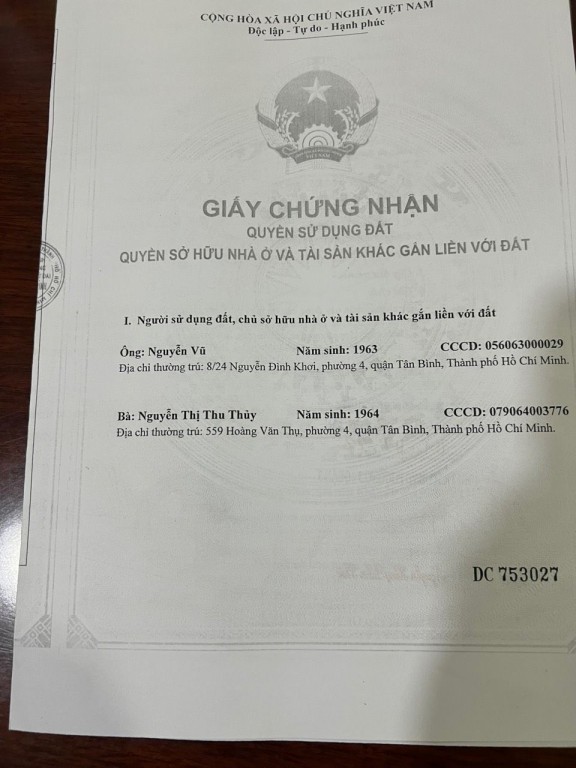 CỘNG HÒA XÃ HỘI CHỦ NGHĨA VIỆT NAM
Độc lập - Tự do - Hạnh phúc
VIỆT NAM
GIẤY CHỨNG NHẬN
QUYỀN SỬ DỤNG ĐẤT
QUYỀN SỞ HỮU NHÀ Ở VÀ TÀI SẢN KHÁC GẮN LIỀN VỚI ĐẤT
I. Người sử dụng đất, chủ sở hữu nhà ở và tài sản khác gắn liền với đất
Ông: Nguyễn Vũ Năm sinh: 1963 CCCD: 056063000029
Địa chỉ thường trú: 8/24 Nguyễn Đình Khơi, phường 4, quận Tân Bình, Thành phố Hồ Chí Minh.
Bà: Nguyễn Thị Thu Thủy Năm sinh: 1964 CCCD: 079064003776
Địa chỉ thường trú: 559 Hoàng Văn Thụ, phường 4, quận Tân Bình, Thành phố Hồ Chí Minh.
DC 753027